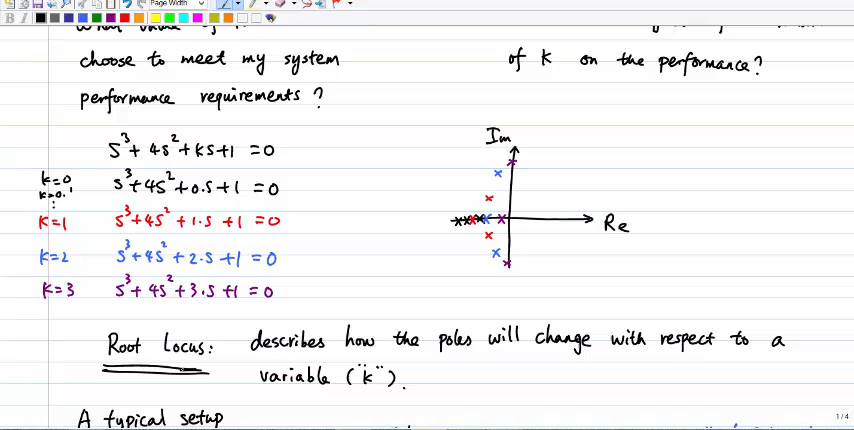 Page Width
B I
choose to meet my system
of k on the performance?
performance requirements?
s³ + 4s² + ks + 1 = 0
k=0 s³ + 4s² + 0.s + 1 = 0
k=0.1
:
k=1 s³ + 4s² + 1.s + 1 = 0
k=2 s³ + 4s² + 2.s + 1 = 0
k=3 s³ + 4s² + 3.s + 1 = 0
Im
Re
Root Locus: describes how the poles will change with respect to a
variable ("k").
A typical setup
1 / 4